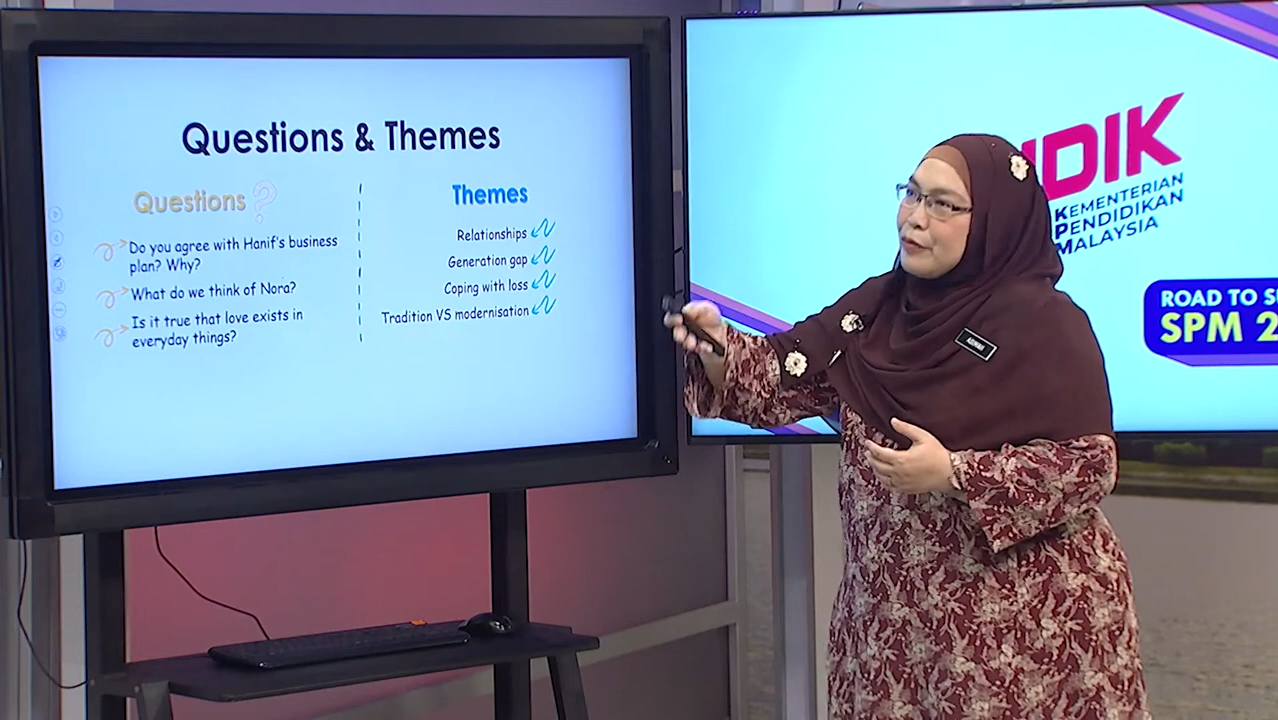 Questions & Themes
Questions ?
Do you agree with Hanif's business
plan? Why?
What do we think of Nora?
Is it true that love exists in
everyday things?
Themes
Relationships
Generation gap
Coping with loss
Tradition VS modernisation
IDIK
KEMENTERIAN
PENDIDIKAN
MALAYSIA
ROAD TO S
SPM 2